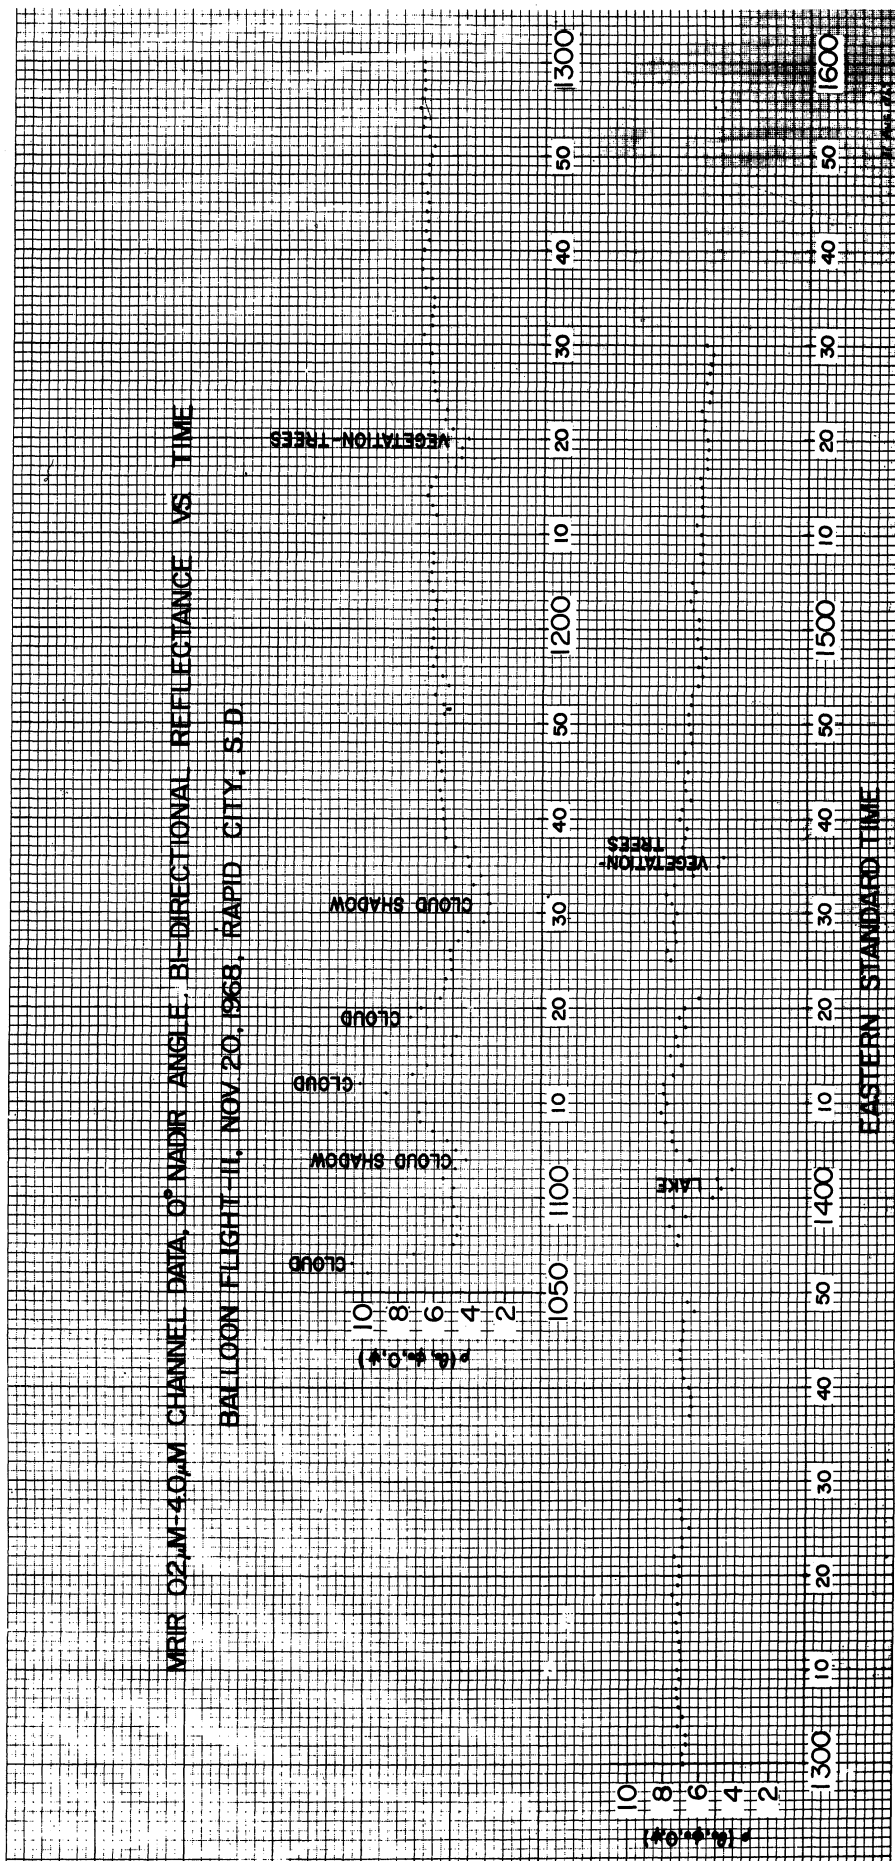 MRIR 0.2µM-4.0µM CHANNEL DATA, 0° NADIR ANGLE, BI-DIRECTIONAL REFLECTANCE VS. TIME
BALLOON FLIGHT-II, NOV. 20, 1968, RAPID CITY, S.D.
CLOUD
CLOUD SHADOW
CLOUD
CLOUD
CLOUD SHADOW
VEGETATION-TREES
10
8
6
4
2
1050 1100 10 20 30 40 50 1200 10 20 30 40 50 1300
LAKE
VEGETATION-
TREES
10
8
6
4
2
1300 10 20 30 40 50 1400 10 20 30 40 50 1500 10 20 30 40 50 1600
EASTERN STANDARD TIME